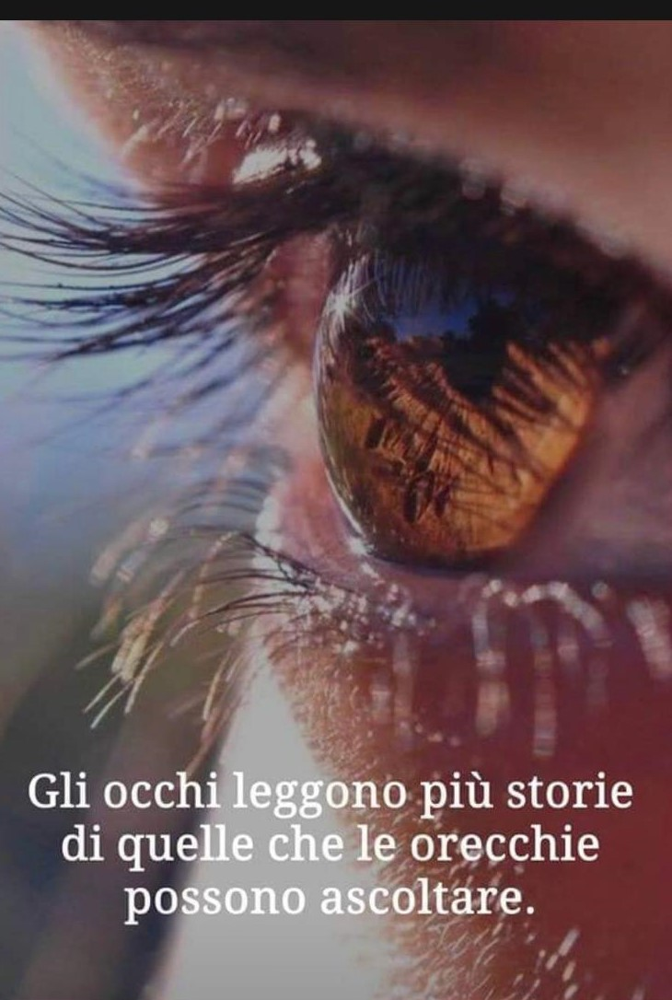 Gli occhi leggono più storie
di quelle che le orecchie
possono ascoltare.